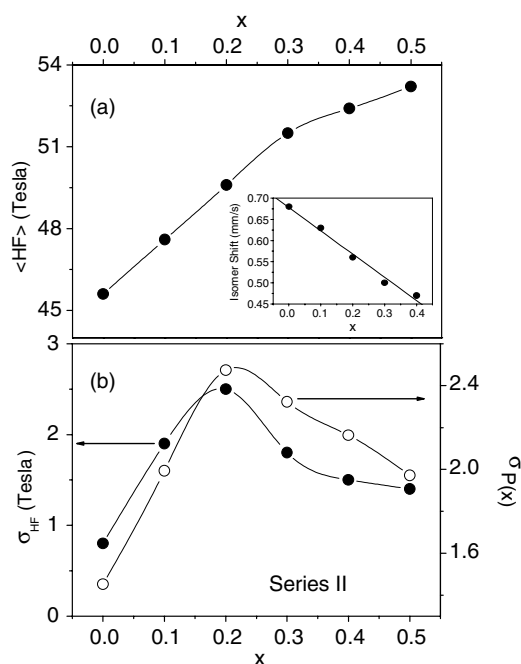 x
0.0 0.1 0.2 0.3 0.4 0.5
54
51
48
45
<HF> (Tesla)
(a)
0.70
0.65
0.60
0.55
0.50
0.45
Isomer Shift (mm/s)
0.0 0.1 0.2 0.3 0.4
x
3
2
1
0
σHF (Tesla)
(b)
2.4
2.0
1.6
σP(x)
Series II
0.0 0.1 0.2 0.3 0.4 0.5
x